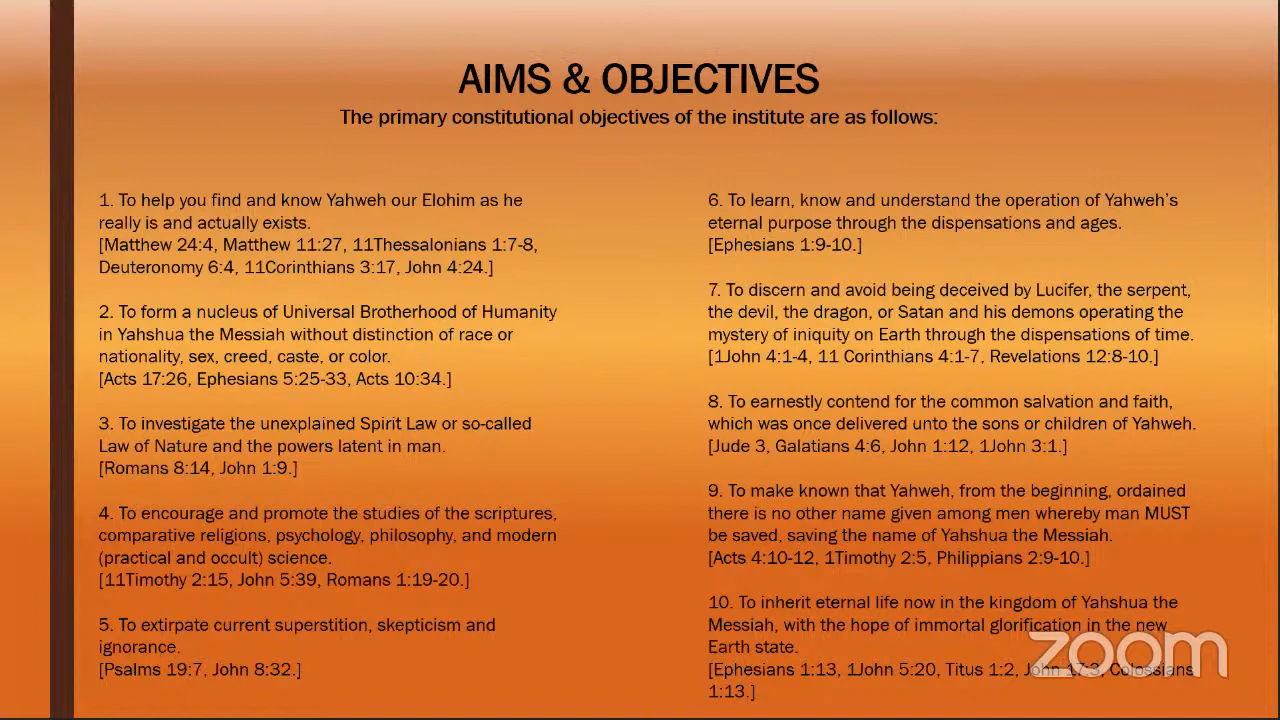 AIMS & OBJECTIVES
The primary constitutional objectives of the institute are as follows:
1. To help you find and know Yahweh our Elohim as he
really is and actually exists.
[Matthew 24:4, Matthew 11:27, 11Thessalonians 1:7-8,
Deuteronomy 6:4, 11Corinthians 3:17, John 4:24.]
2. To form a nucleus of Universal Brotherhood of Humanity
in Yahshua the Messiah without distinction of race or
nationality, sex, creed, caste, or color.
[Acts 17:26, Ephesians 5:25-33, Acts 10:34.]
3. To investigate the unexplained Spirit Law or so-called
Law of Nature and the powers latent in man.
[Romans 8:14, John 1:9.]
4. To encourage and promote the studies of the scriptures,
comparative religions, psychology, philosophy, and modern
(practical and occult) science.
[11Timothy 2:15, John 5:39, Romans 1:19-20.]
5. To extirpate current superstition, skepticism and
ignorance.
[Psalms 19:7, John 8:32.]
6. To learn, know and understand the operation of Yahweh's
eternal purpose through the dispensations and ages.
[Ephesians 1:9-10.]
7. To discern and avoid being deceived by Lucifer, the serpent,
the devil, the dragon, or Satan and his demons operating the
mystery of iniquity on Earth through the dispensations of time.
[1John 4:1-4, 11 Corinthians 4:1-7, Revelations 12:8-10.]
8. To earnestly contend for the common salvation and faith,
which was once delivered unto the sons or children of Yahweh.
[Jude 3, Galatians 4:6, John 1:12, 1John 3:1.]
9. To make known that Yahweh, from the beginning, ordained
there is no other name given among men whereby man MUST
be saved, saving the name of Yahshua the Messiah.
[Acts 4:10-12, 1Timothy 2:5, Philippians 2:9-10.]
10. To inherit eternal life now in the kingdom of Yahshua the
Messiah, with the hope of immortal glorification in the new
Earth state.
[Ephesians 1:13, 1John 5:20, Titus 1:2, John 17:3, Colossians
1:13.]
zoom